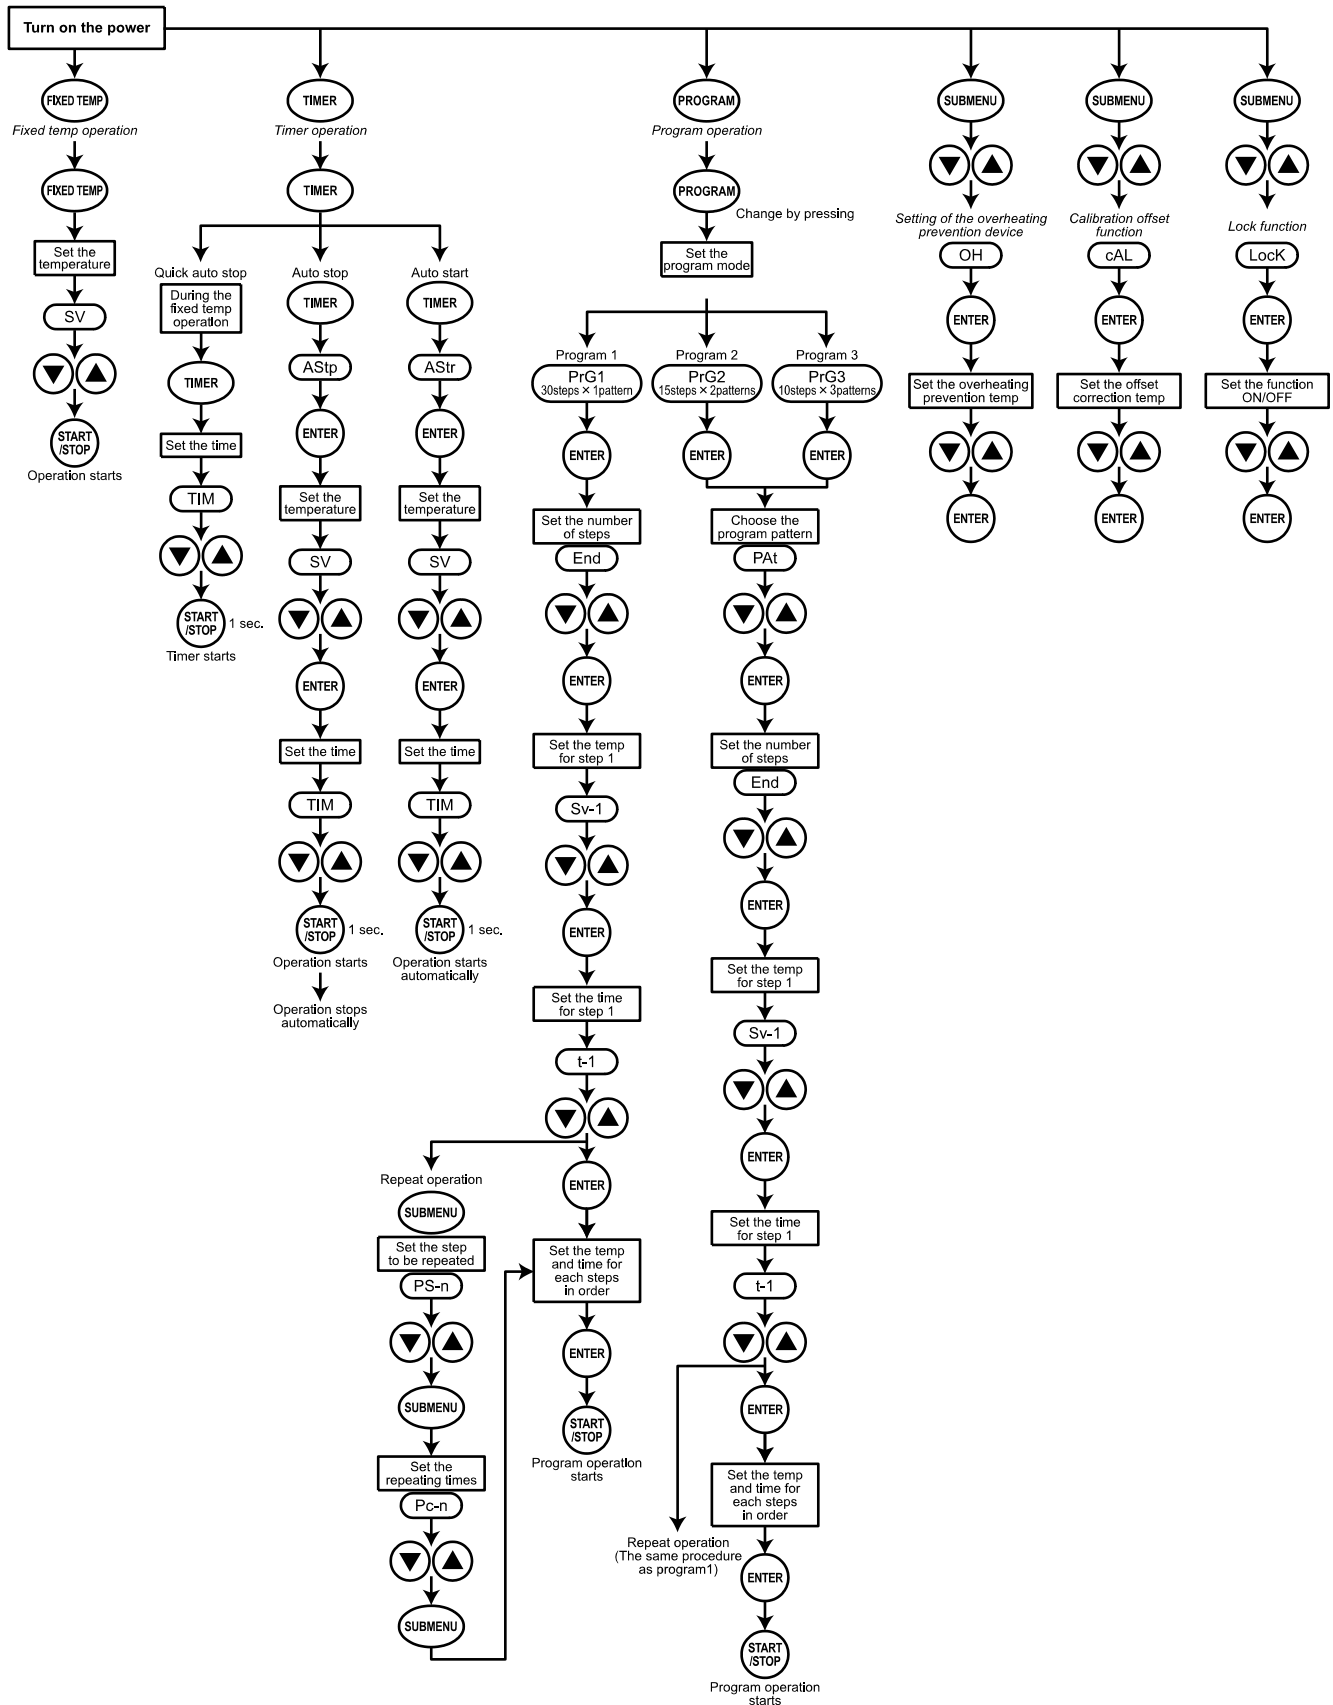 Turn on the power
FIXED TEMP
Fixed temp operation
FIXED TEMP
Set the
temperature
SV
START
/STOP
Operation starts
TIMER
Timer operation
TIMER
Quick auto stop
During the
fixed temp
operation
TIMER
Set the time
TIM
START
/STOP
1 sec.
Timer starts
Auto stop
TIMER
AStp
ENTER
Set the
temperature
SV
ENTER
Set the time
TIM
START
/STOP
1 sec.
Operation starts
Operation stops
automatically
Auto start
TIMER
AStr
ENTER
Set the
temperature
SV
ENTER
Set the time
TIM
START
/STOP
1 sec.
Operation starts
automatically
PROGRAM
Program operation
PROGRAM
Change by pressing
Set the
program mode
Program 1
PrG1
30steps × 1pattern
ENTER
Set the number
of steps
End
ENTER
Set the temp
for step 1
Sv-1
ENTER
Set the time
for step 1
t-1
Repeat operation
SUBMENU
Set the step
to be repeated
PS-n
SUBMENU
Set the
repeating times
Pc-n
SUBMENU
ENTER
Set the temp
and time for
each steps
in order
ENTER
START
/STOP
Program operation
starts
Program 2
PrG2
15steps × 2patterns
ENTER
Program 3
PrG3
10steps × 3patterns
ENTER
Choose the
program pattern
PAt
ENTER
Set the number
of steps
End
ENTER
Set the temp
for step 1
Sv-1
ENTER
Set the time
for step 1
t-1
Repeat operation
(The same procedure
as program1)
ENTER
Set the temp
and time for
each steps
in order
ENTER
START
/STOP
Program operation
starts
SUBMENU
Setting of the overheating
prevention device
OH
ENTER
Set the overheating
prevention temp
ENTER
SUBMENU
Calibration offset
function
cAL
ENTER
Set the offset
correction temp
ENTER
SUBMENU
Lock function
LocK
ENTER
Set the function
ON/OFF
ENTER